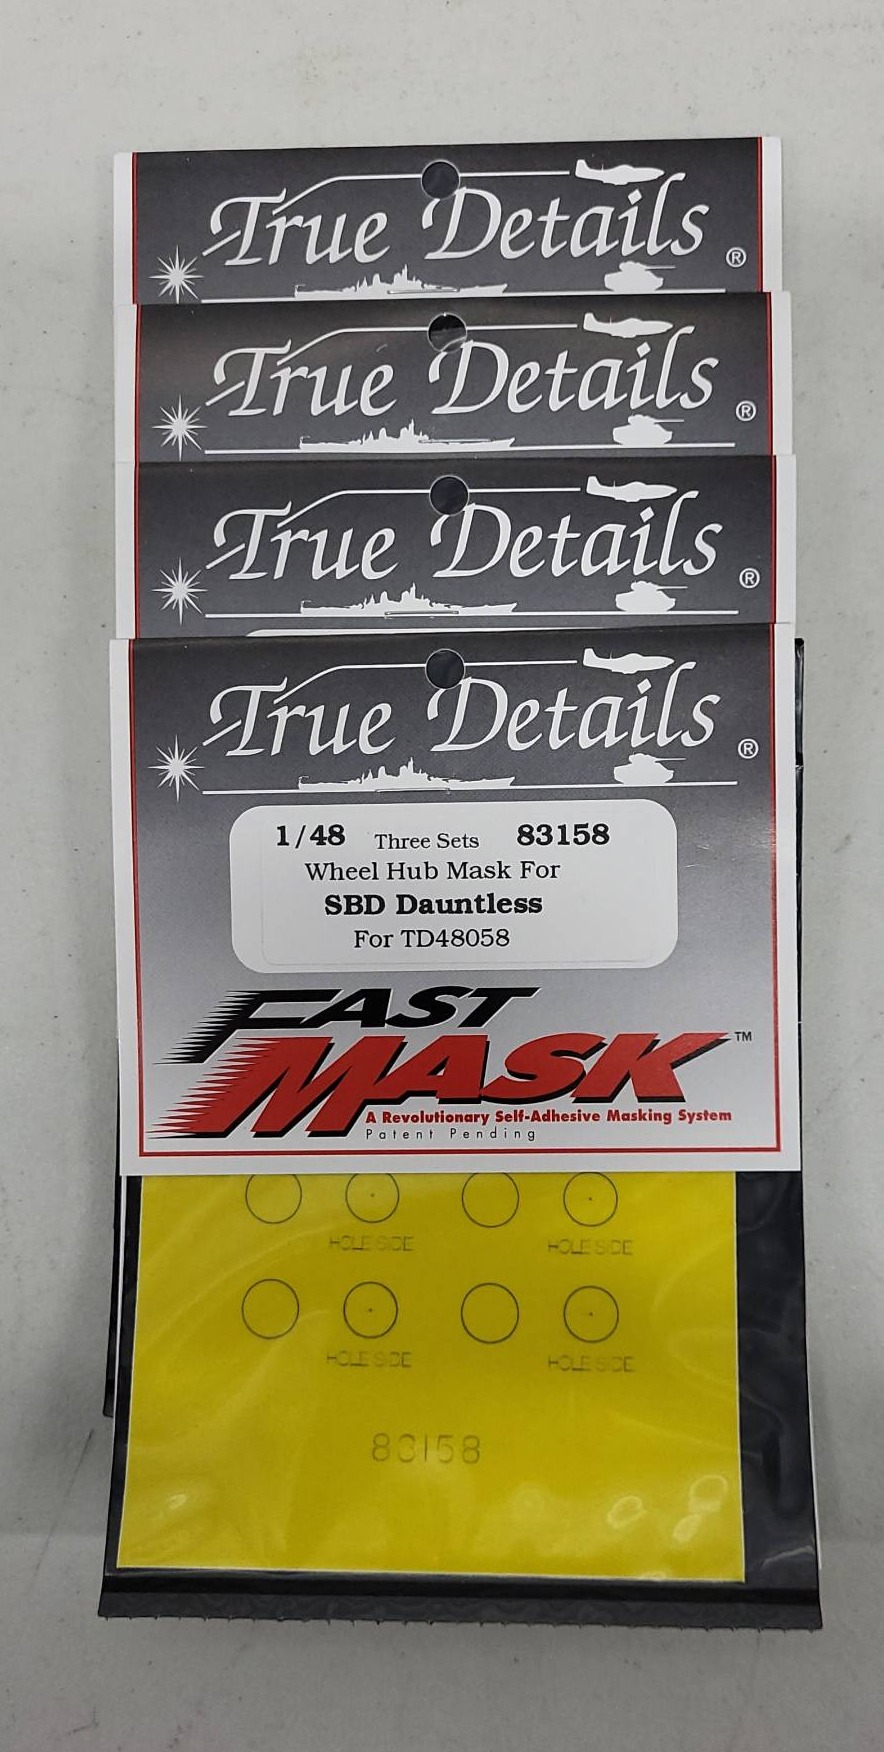 True Details ®
True Details ®
True Details ®
True Details ®
1/48 Three Sets 83158
Wheel Hub Mask For
SBD Dauntless
For TD48058
FAST
MASK ™
A Revolutionary Self-Adhesive Masking System
Patent Pending
HOLE SIDE HOLE SIDE
HOLE SIDE HOLE SIDE
83158